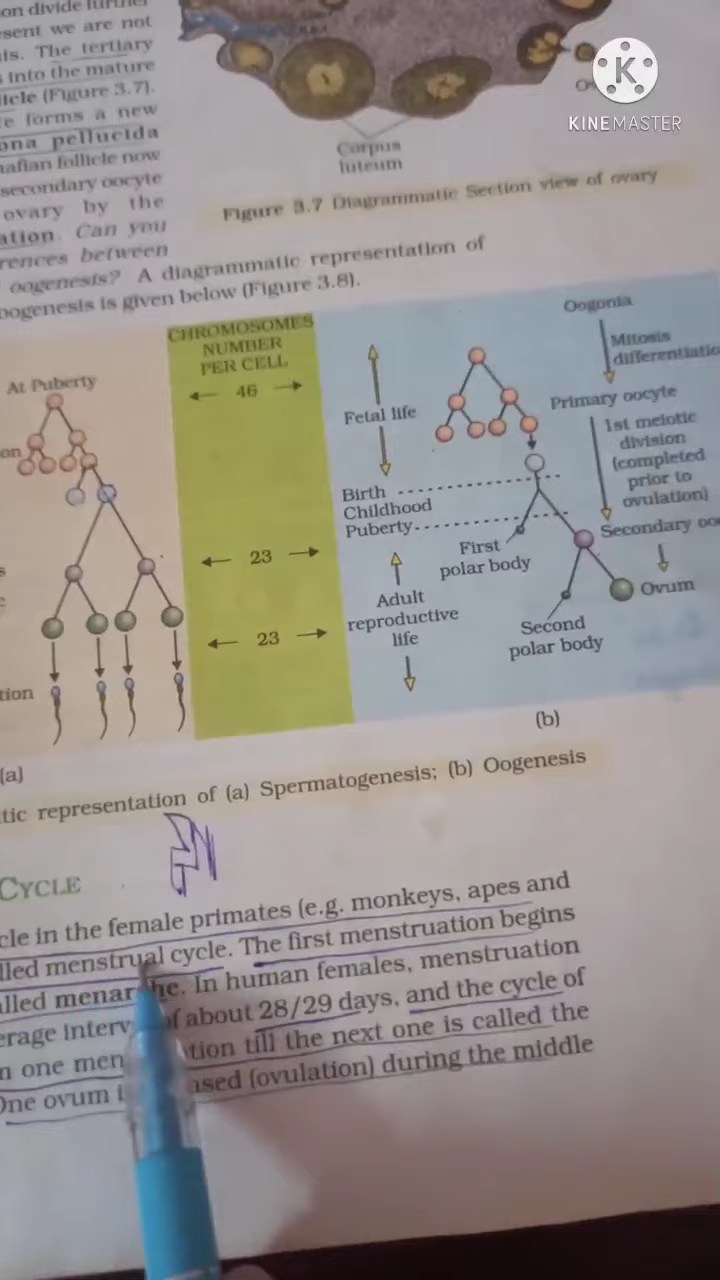 on divide further
sent we are not
ls. The tertiary
into the mature
licle (Figure 3.7).
te forms a new
ona pellucida
aafian follicle now
secondary oocyte
ovary by the
ation. Can you
rences between
oogenesis? A diagrammatic representation of
oogenesis is given below (Figure 3.8).
K
KINEMASTER
Corpus
luteum
Figure 3.7 Diagrammatic Section view of ovary
At Puberty
on
tion
CHROMOSOMES
NUMBER
PER CELL
46
23
23
Fetal life
Birth
Childhood
Puberty
Adult
reproductive
life
First
polar body
Second
polar body
Oogonia
Mitosis
differentiatio
Primary oocyte
1st meiotic
division
(completed
prior to
ovulation)
Secondary oo
Ovum
(a)
(b)
tic representation of (a) Spermatogenesis; (b) Oogenesis
CYCLE
cle in the female primates (e.g. monkeys, apes and
lled menstrual cycle. The first menstruation begins
alled menar he. In human females, menstruation
erage interv f about 28/29 days, and the cycle of
m one men tion till the next one is called the
One ovum i ased (ovulation) during the middle